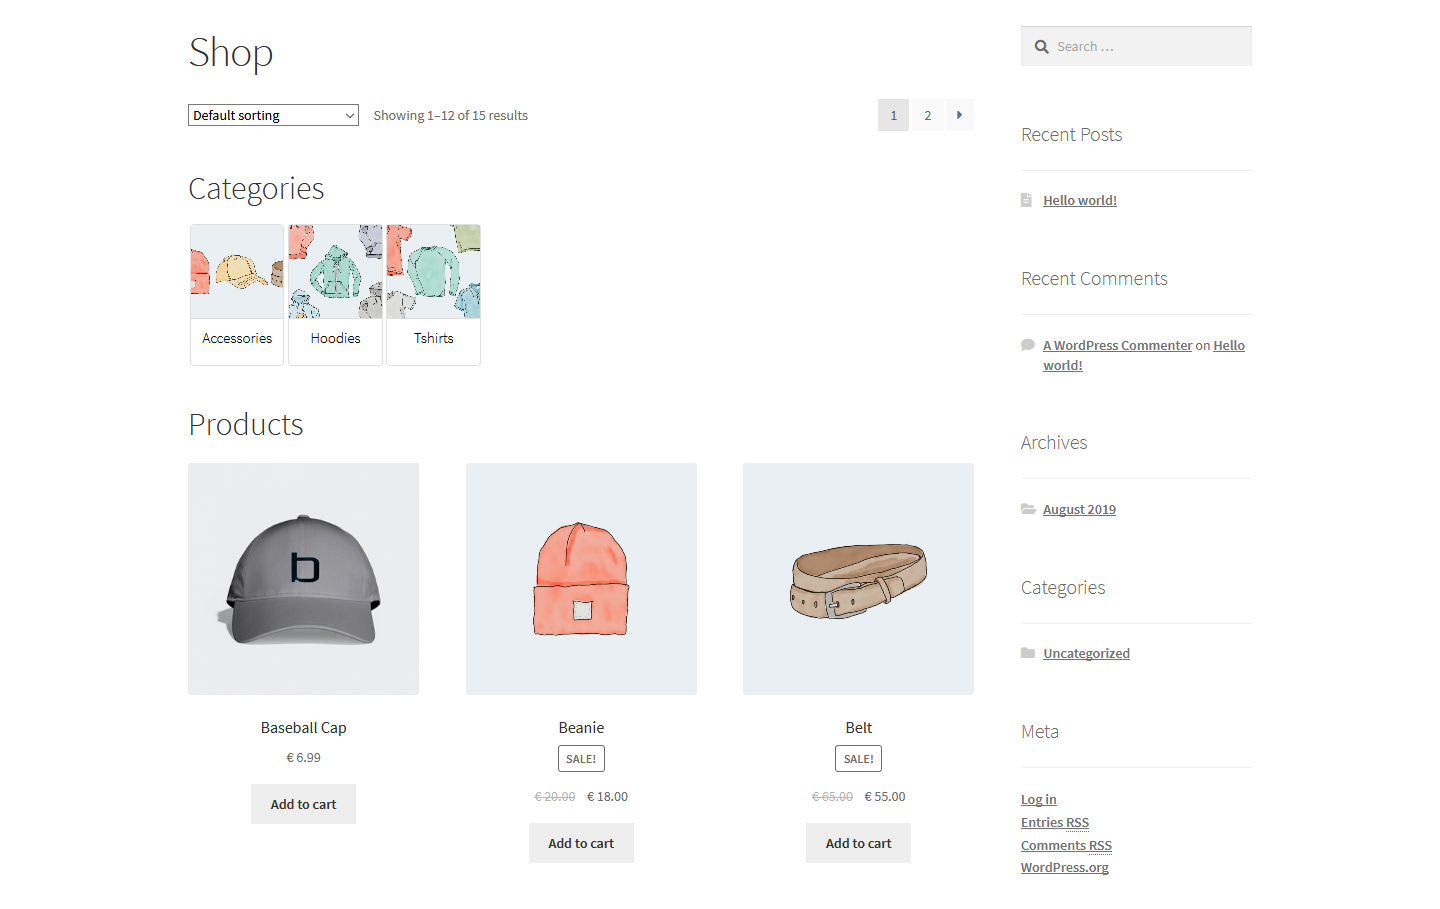 Shop
Default sorting
Showing 1–12 of 15 results
1
2
Categories
Accessories
Hoodies
Tshirts
Products
b
Baseball Cap
€ 6.99
Add to cart
Beanie
SALE!
€ 20.00 € 18.00
Add to cart
Belt
SALE!
€ 65.00 € 55.00
Add to cart
Search …
Recent Posts
Hello world!
Recent Comments
A WordPress Commenter on Hello
world!
Archives
August 2019
Categories
Uncategorized
Meta
Log in
Entries RSS
Comments RSS
WordPress.org